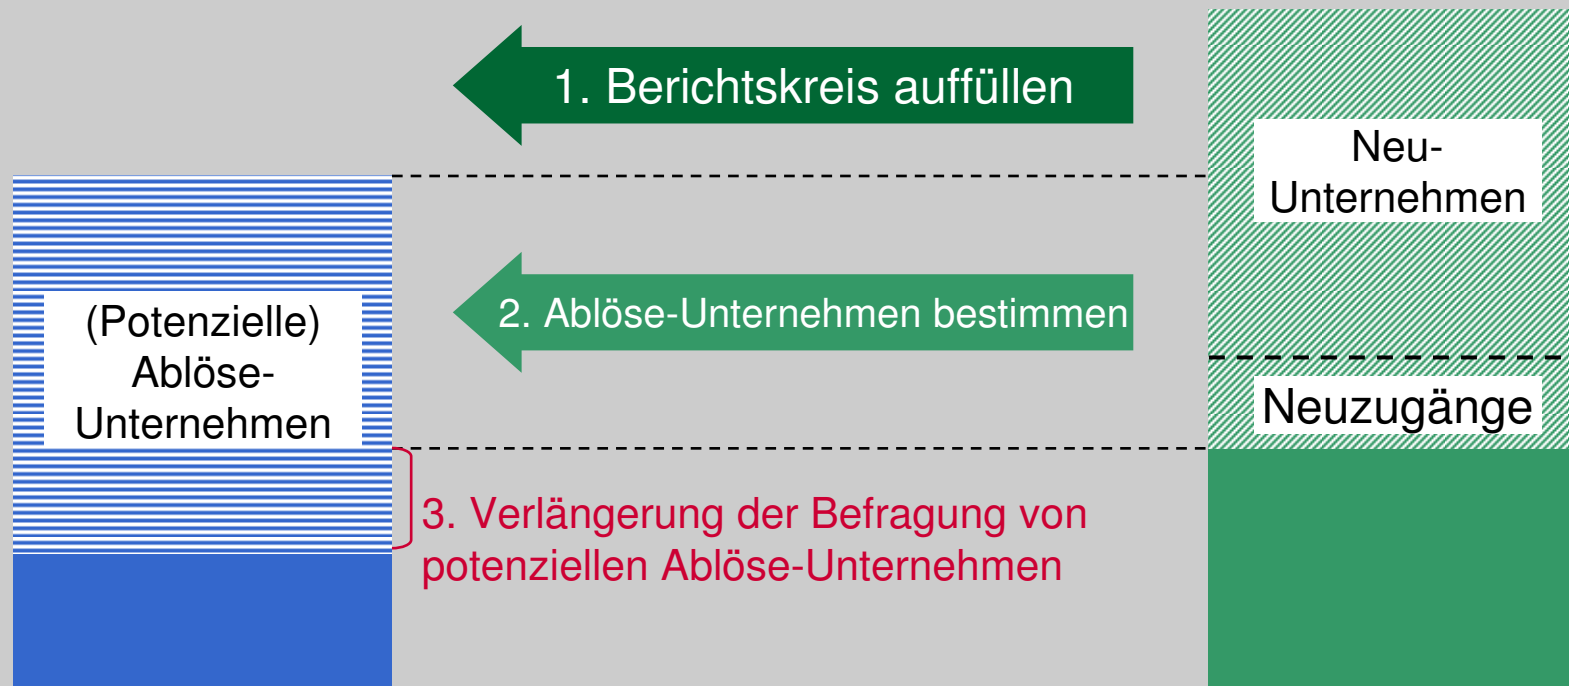 1. Berichtskreis auffüllen
Neu-
Unternehmen
2. Ablöse-Unternehmen bestimmen
(Potenzielle)
Ablöse-
Unternehmen
Neuzugänge
3. Verlängerung der Befragung von
potenziellen Ablöse-Unternehmen